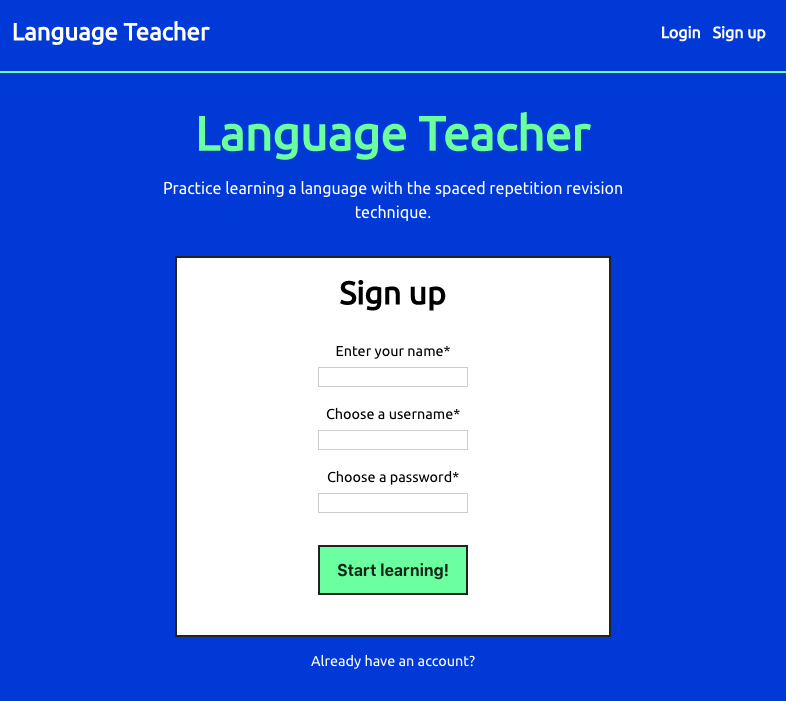 Language Teacher
Login Sign up
Language Teacher
Practice learning a language with the spaced repetition revision
technique.
Sign up
Enter your name*
Choose a username*
Choose a password*
Start learning!
Already have an account?